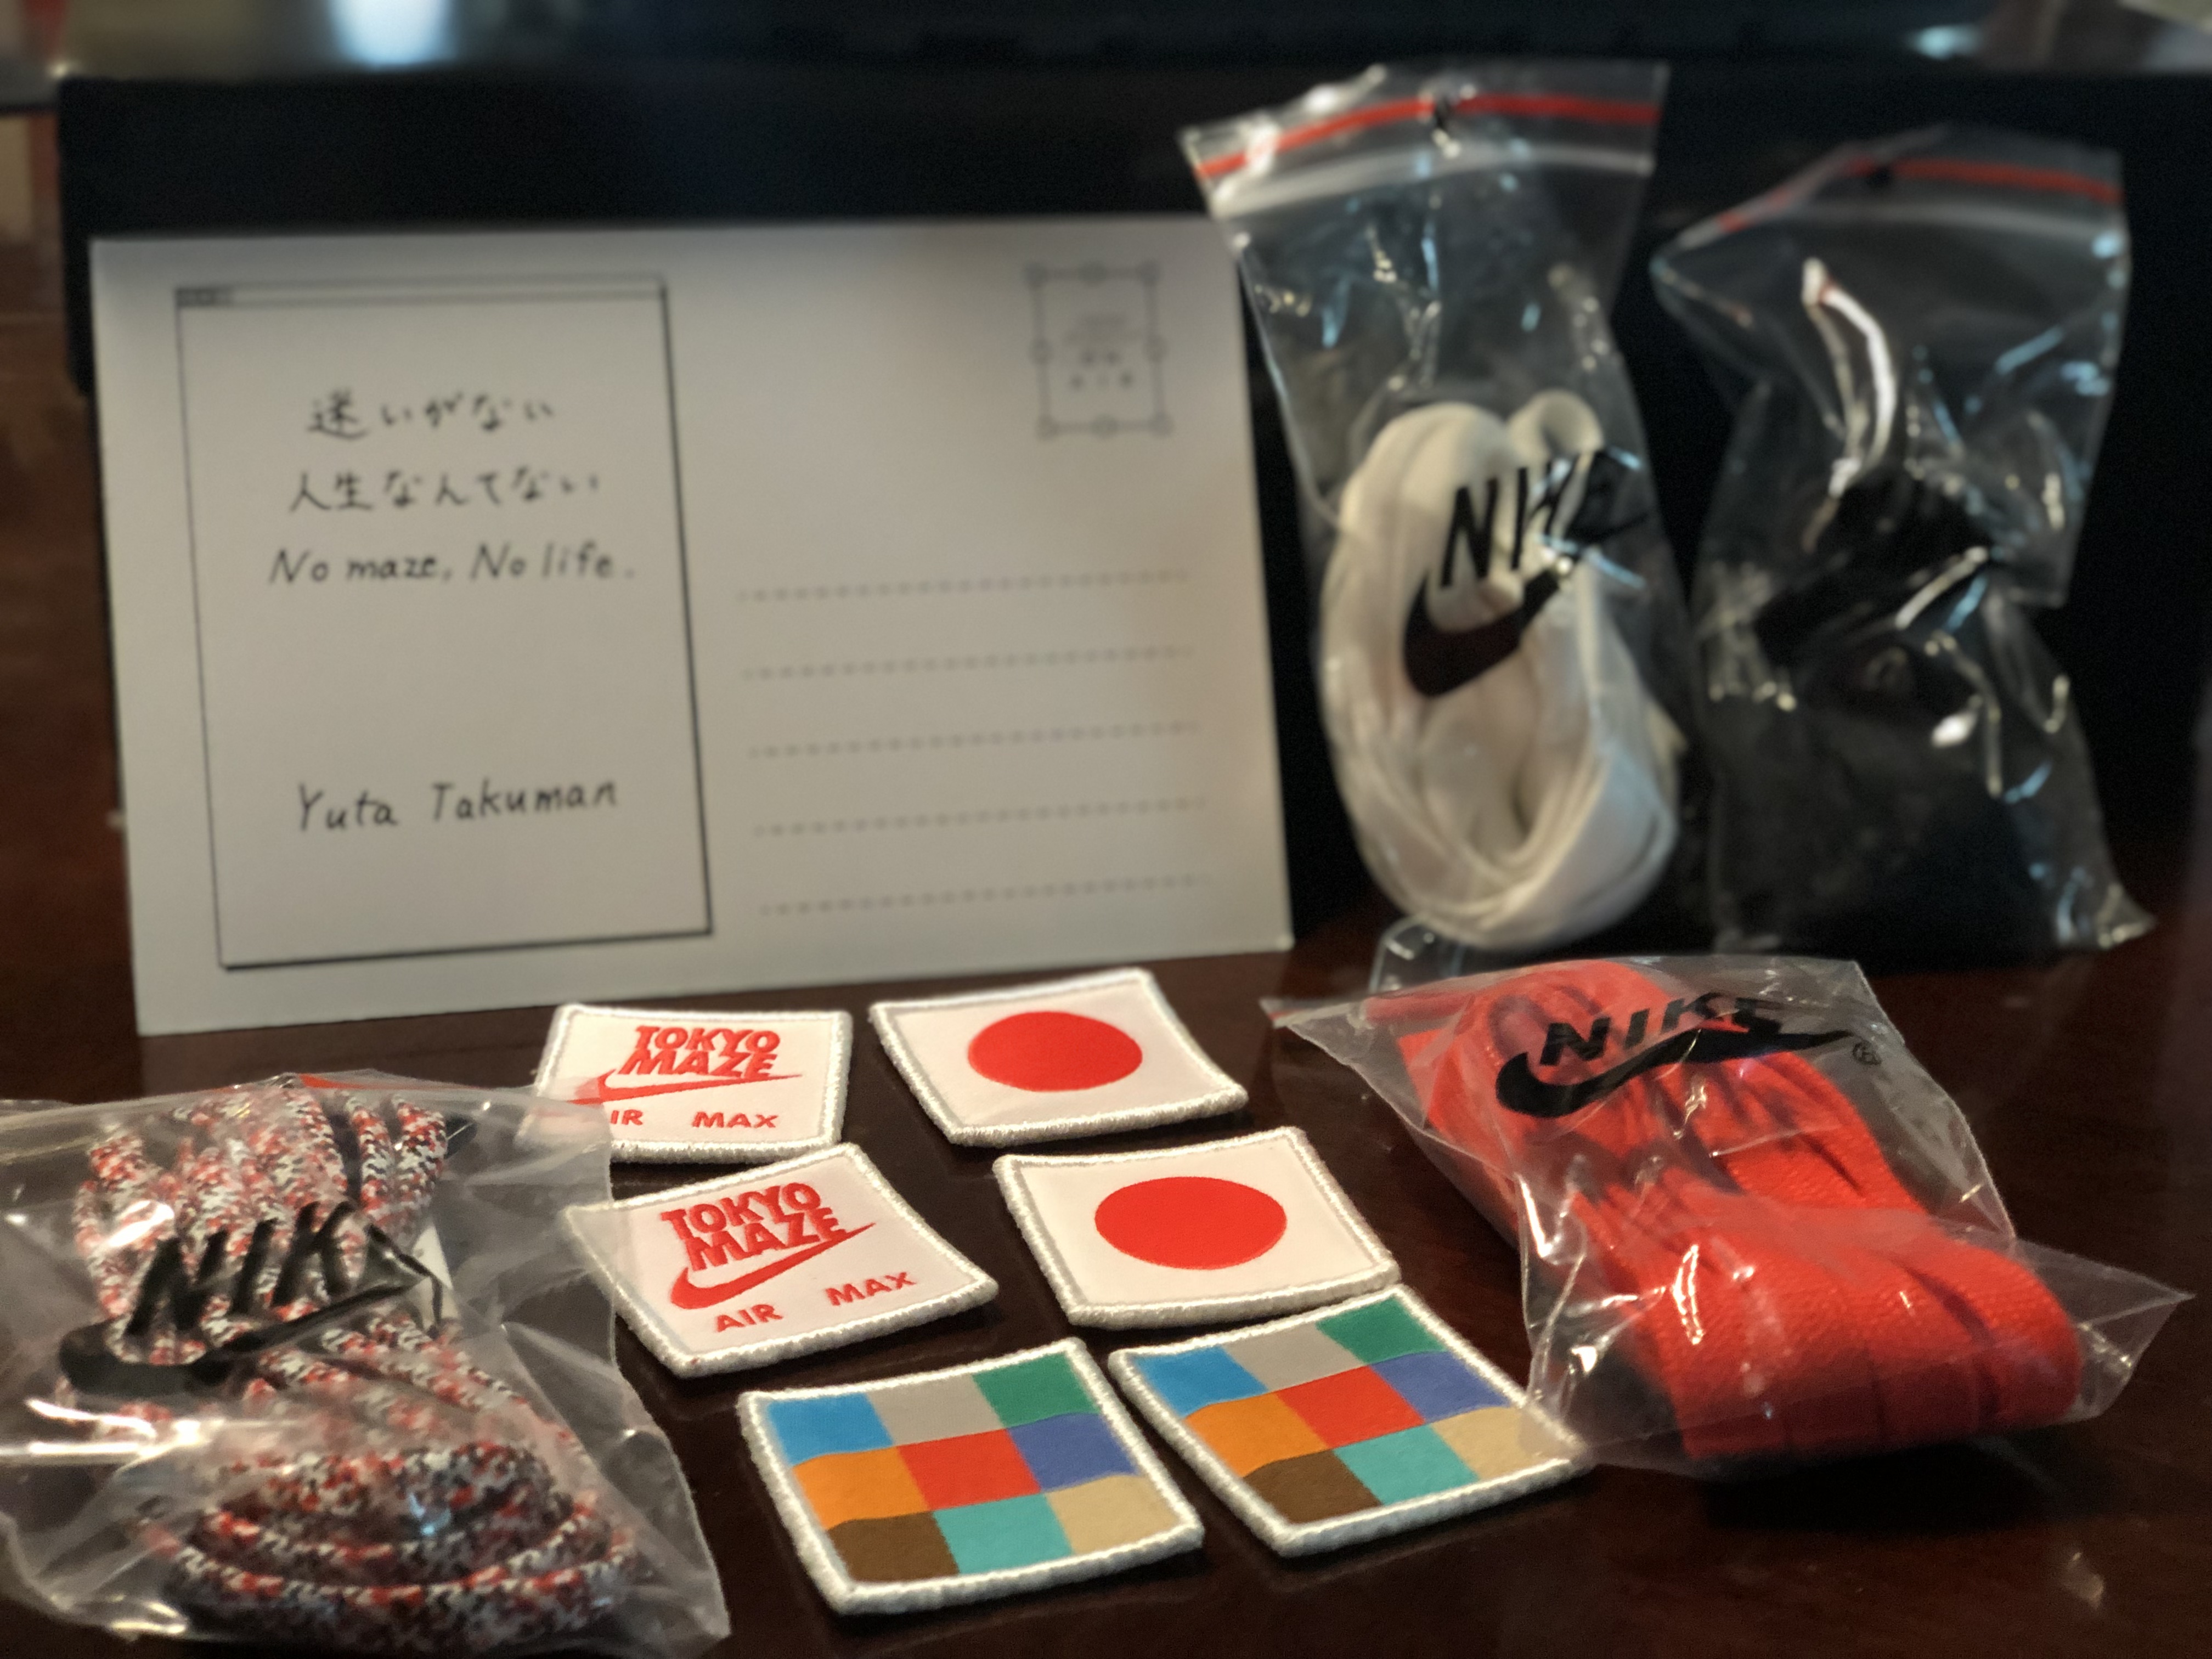 迷いがない
人生なんてない
No maze, No life.
Yuta Takuman
NIKE
TOKYO
MAZE
AIR MAX
TOKYO
MAZE
AIR MAX
NIKE
®
NIKE